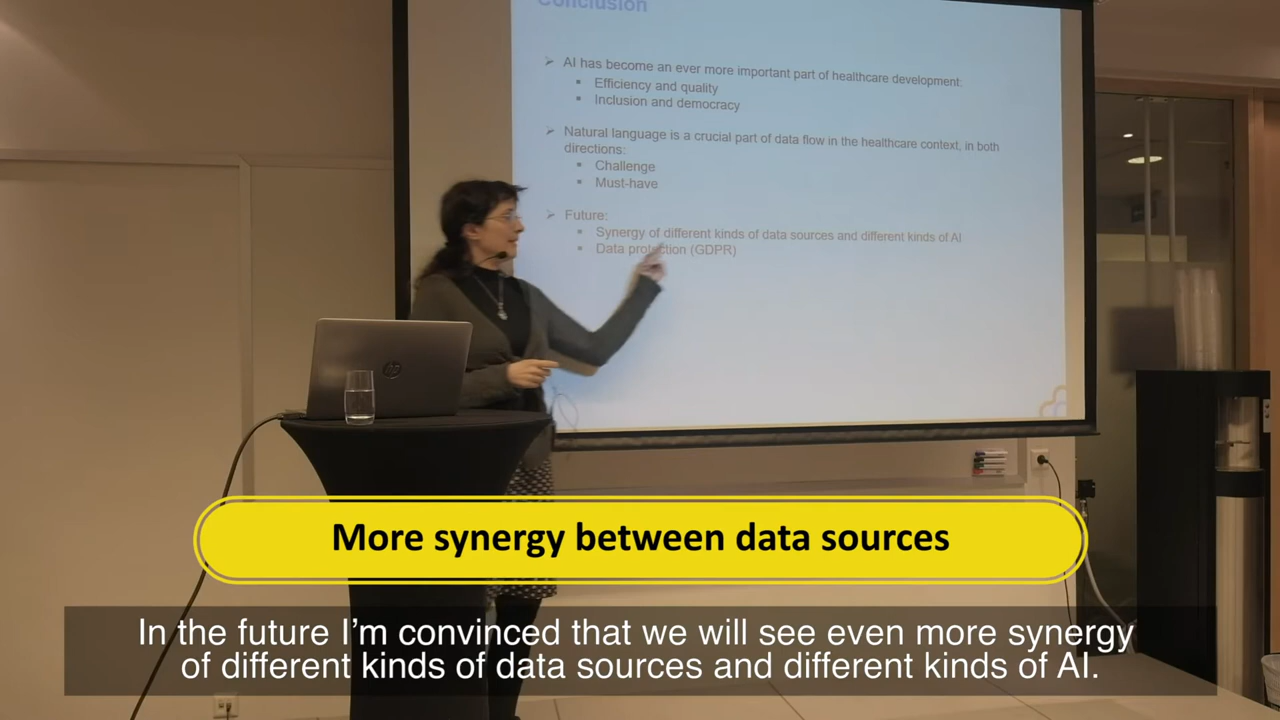 Conclusion
➢ AI has become an ever more important part of healthcare development:
▪ Efficiency and quality
▪ Inclusion and democracy
➢ Natural language is a crucial part of data flow in the healthcare context, in both
directions:
▪ Challenge
▪ Must-have
➢ Future:
▪ Synergy of different kinds of data sources and different kinds of AI
▪ Data protection (GDPR)
hp
More synergy between data sources
In the future I'm convinced that we will see even more synergy
of different kinds of data sources and different kinds of AI.